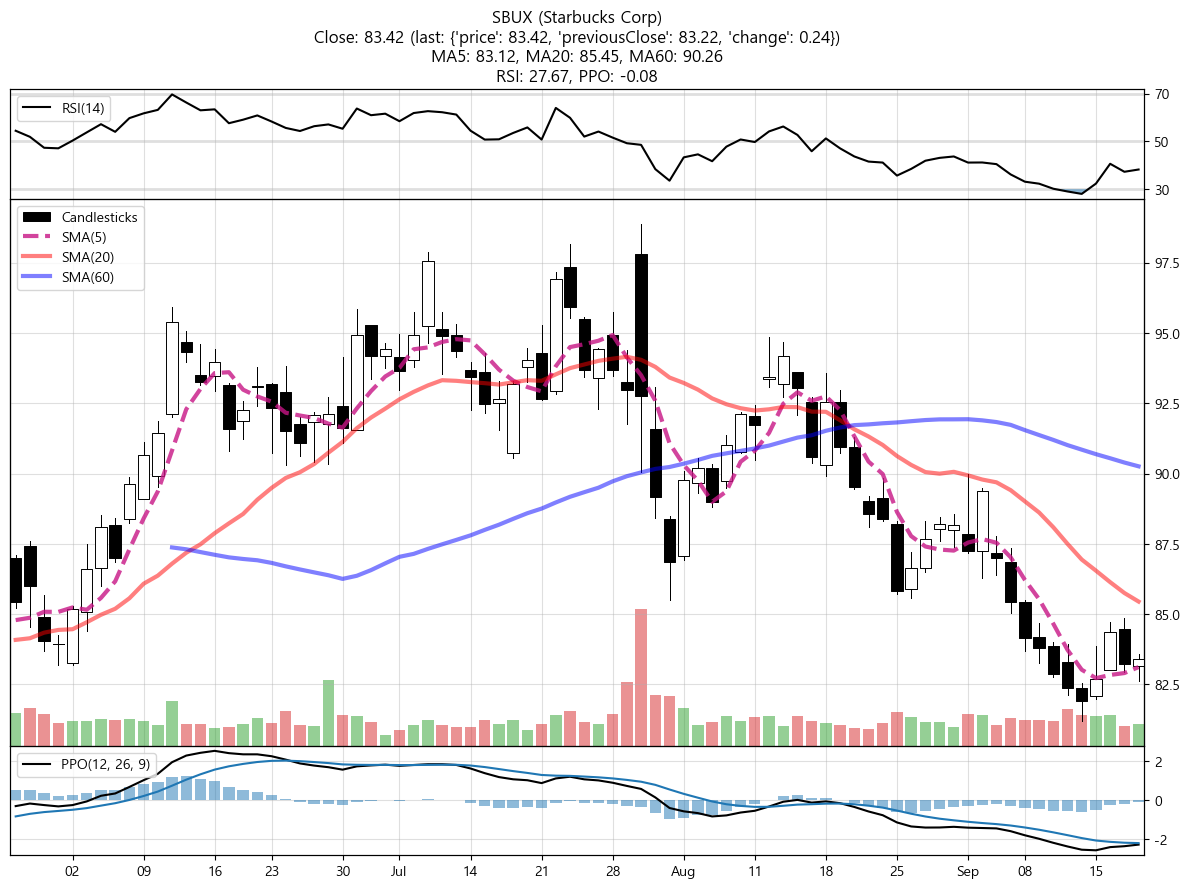 SBUX (Starbucks Corp)
Close: 83.42 (last: {'price': 83.42, 'previousClose': 83.22, 'change': 0.24})
MA5: 83.12, MA20: 85.45, MA60: 90.26
RSI: 27.67, PPO: -0.08
RSI(14)
70
50
30
Candlesticks
SMA(5)
SMA(20)
SMA(60)
97.5
95.0
92.5
90.0
87.5
85.0
82.5
PPO(12, 26, 9)
2
0
-2
02 09 16 23 30 Jul 07 14 21 28 Aug 11 18 25 Sep 08 15